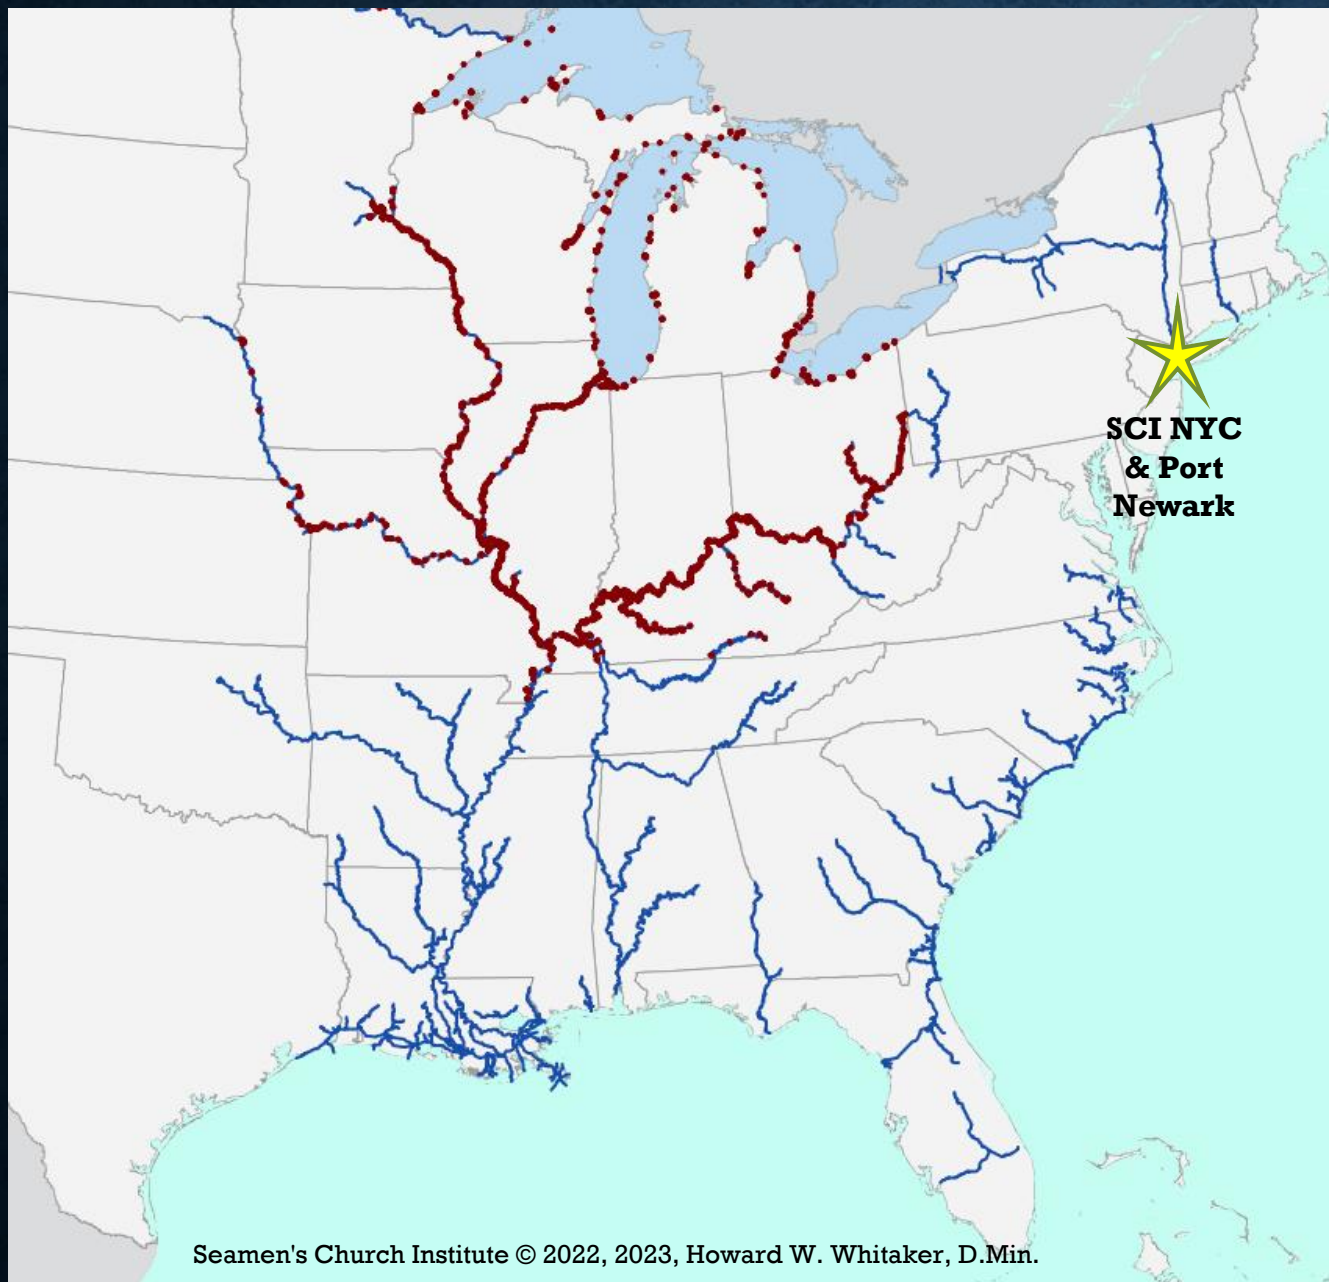 SCI NYC
& Port
Newark
Seamen's Church Institute © 2022, 2023, Howard W. Whitaker, D.Min.